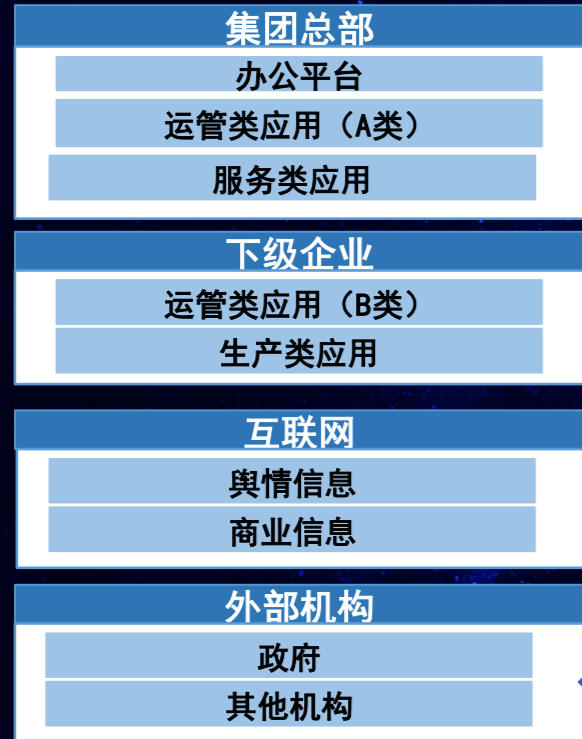 集团总部
办公平台
运管类应用（A类）
服务类应用
下级企业
运管类应用（B类）
生产类应用
互联网
舆情信息
商业信息
外部机构
政府
其他机构